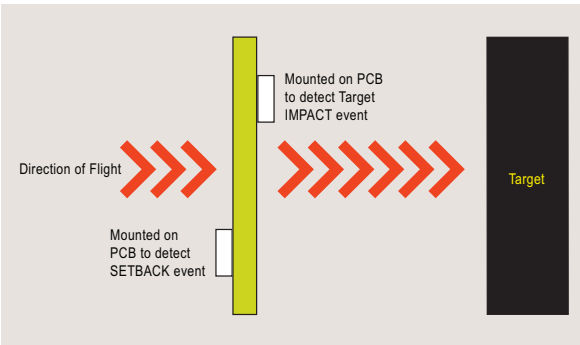 Mounted on PCB
to detect Target
IMPACT event
Direction of Flight
Target
Mounted on
PCB to detect
SETBACK event